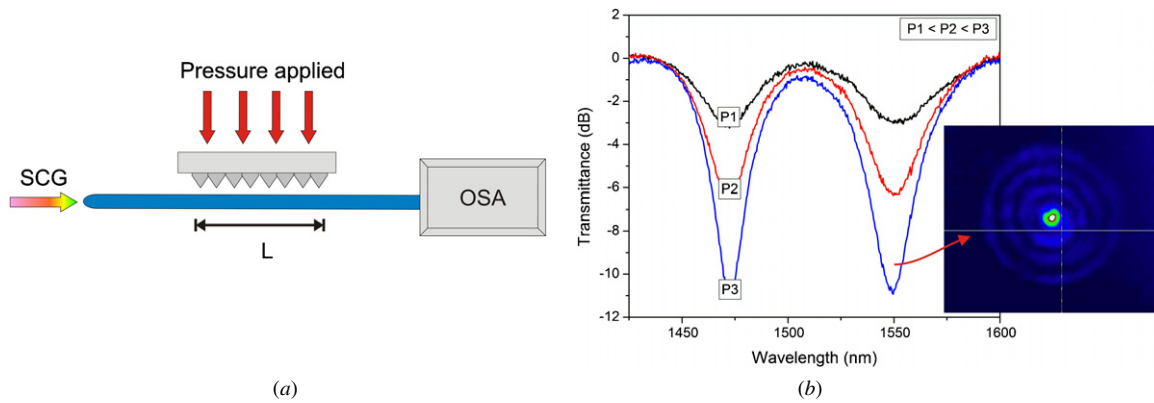 Pressure applied
SCG
OSA
L
(a)
P1 < P2 < P3
2
0
-2
-4
-6
-8
-10
-12
Transmittance (dB)
P1
P2
P3
1450
1500
1550
1600
Wavelength (nm)
(b)